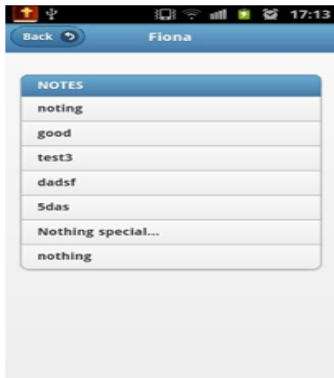 17:13
Back
Fiona
NOTES
noting
good
test3
dadsf
5das
Nothing special...
nothing